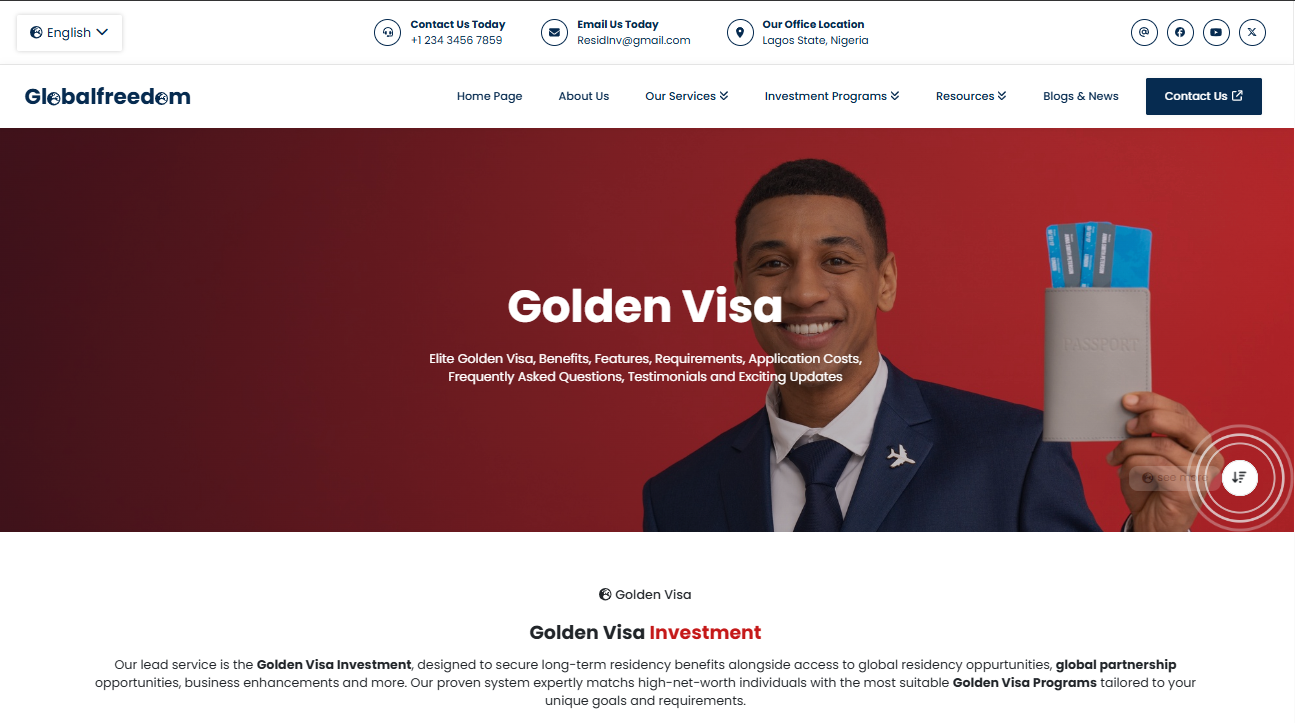 English
Contact Us Today
+1 234 3456 7859
Email Us Today
ResidInv@gmail.com
Our Office Location
Lagos State, Nigeria
Globalfreedom
Home Page
About Us
Our Services
Investment Programs
Resources
Blogs & News
Contact Us
Golden Visa
Elite Golden Visa, Benefits, Features, Requirements, Application Costs,
Frequently Asked Questions, Testimonials and Exciting Updates
PASSPORT
see more
Golden Visa
Golden Visa Investment
Our lead service is the Golden Visa Investment, designed to secure long-term residency benefits alongside access to global residency oppurtunities, global partnership
opportunities, business enhancements and more. Our proven system expertly matchs high-net-worth individuals with the most suitable Golden Visa Programs tailored to your
unique goals and requirements.